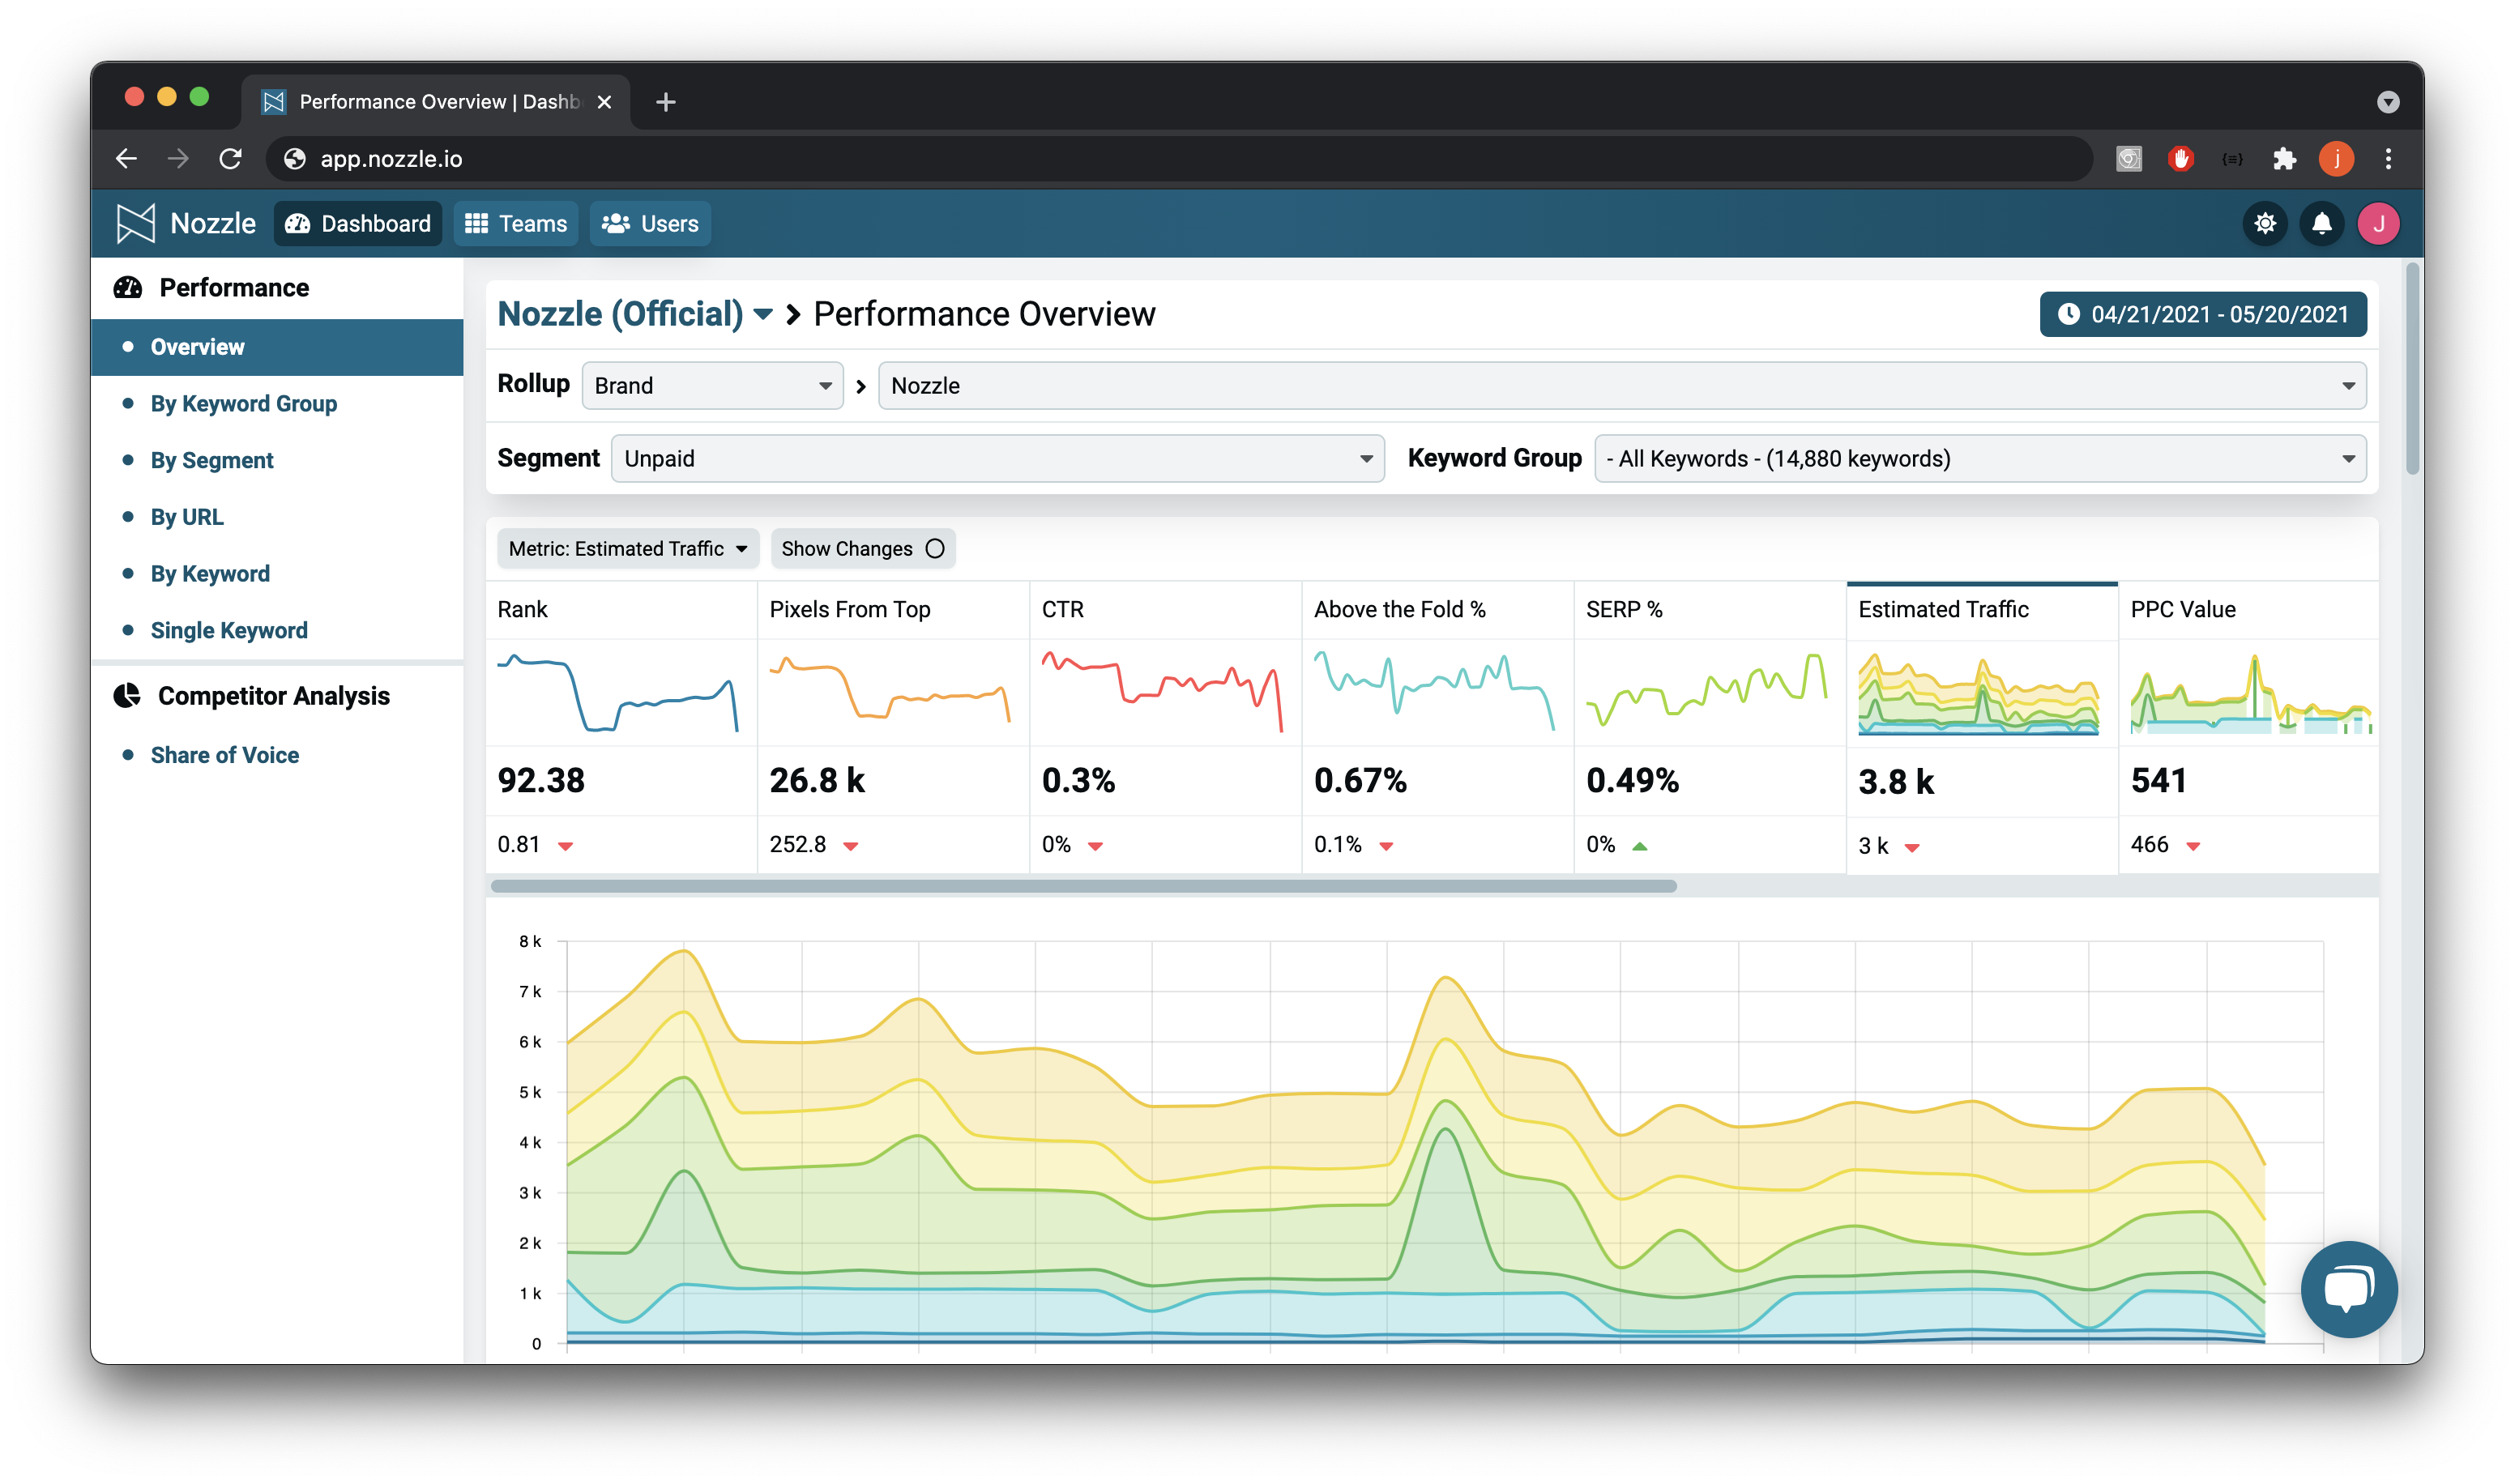 Performance Overview | Dashb
app.nozzle.io
j
Nozzle
Dashboard
Teams
Users
J
Performance
Overview
By Keyword Group
By Segment
By URL
By Keyword
Single Keyword
Competitor Analysis
Share of Voice
Nozzle (Official) > Performance Overview
04/21/2021 - 05/20/2021
Rollup Brand > Nozzle
Segment Unpaid Keyword Group - All Keywords - (14,880 keywords)
Metric: Estimated Traffic Show Changes
Rank Pixels From Top CTR Above the Fold % SERP % Estimated Traffic PPC Value
92.38 26.8 k 0.3% 0.67% 0.49% 3.8 k 541
0.81 252.8 0% 0.1% 0% 3 k 466
8 k
7 k
6 k
5 k
4 k
3 k
2 k
1 k
0